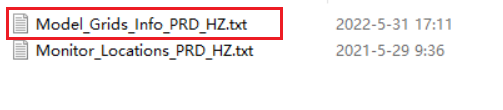 Model_Grids_Info_PRD_HZ.txt 2022-5-31 17:11
Monitor_Locations_PRD_HZ.txt 2021-5-29 9:36